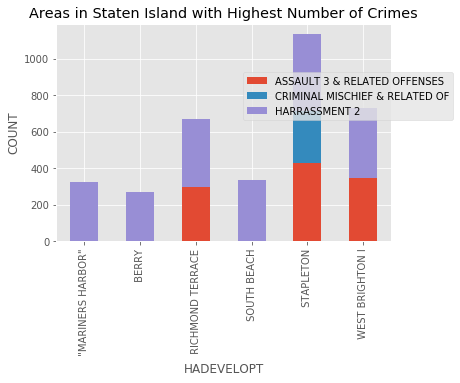 Areas in Staten Island with Highest Number of Crimes
COUNT
1000
800
600
400
200
0
ASSAULT 3 & RELATED OFFENSES
CRIMINAL MISCHIEF & RELATED OF
HARRASSMENT 2
"MARINERS HARBOR"
BERRY
RICHMOND TERRACE
SOUTH BEACH
STAPLETON
WEST BRIGHTON I
HADEVELOPT